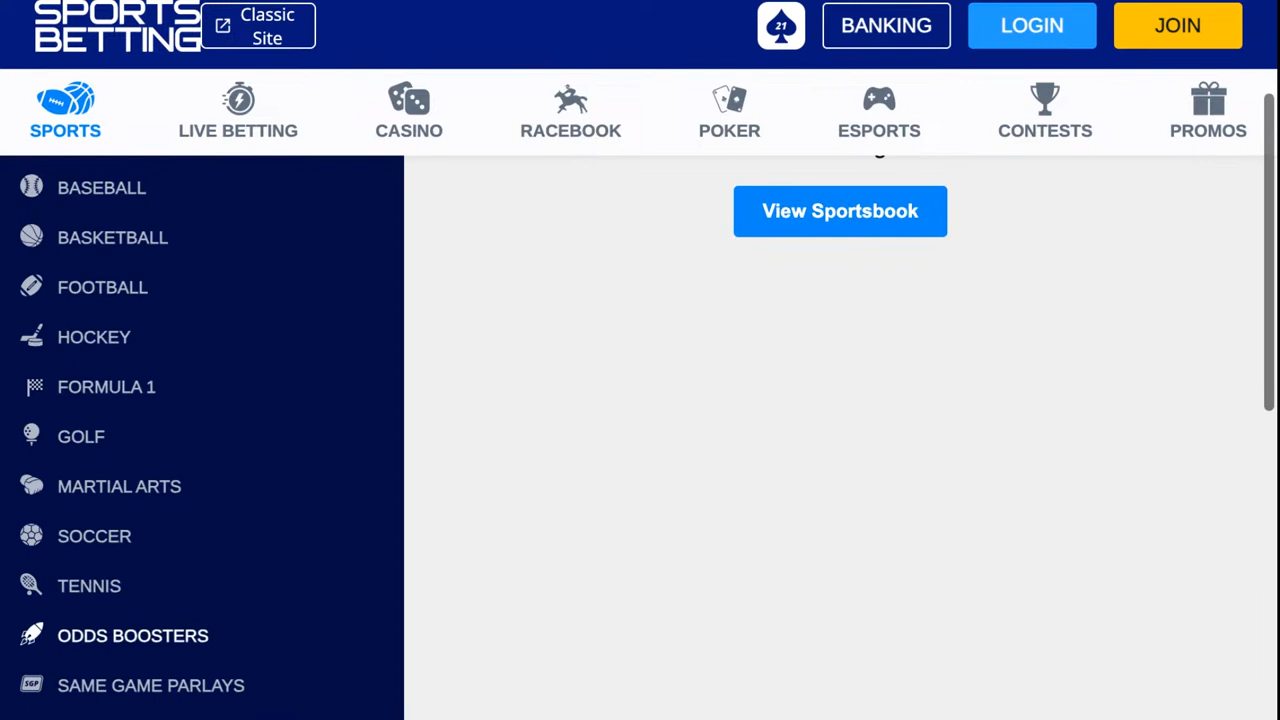 SPORTS
BETTING
Classic
Site
21
BANKING
LOGIN
JOIN
SPORTS
LIVE BETTING
CASINO
RACEBOOK
POKER
ESPORTS
CONTESTS
PROMOS
BASEBALL
BASKETBALL
FOOTBALL
HOCKEY
FORMULA 1
GOLF
MARTIAL ARTS
SOCCER
TENNIS
ODDS BOOSTERS
SGP
SAME GAME PARLAYS
View Sportsbook